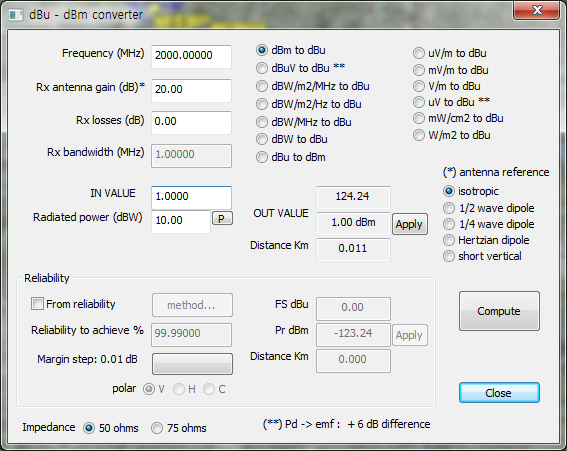 dBu - dBm converter
Frequency (MHz) 2000.00000
Rx antenna gain (dB)* 20.00
Rx losses (dB) 0.00
Rx bandwidth (MHz) 1.00000
IN VALUE 1.0000
Radiated power (dBW) 10.00 P
dBm to dBu
dBuV to dBu **
dBW/m2/MHz to dBu
dBW/m2/Hz to dBu
dBW/MHz to dBu
dBW to dBu
dBu to dBm
uV/m to dBu
mV/m to dBu
V/m to dBu
uV to dBu **
mW/cm2 to dBu
W/m2 to dBu
(*) antenna reference
isotropic
1/2 wave dipole
1/4 wave dipole
Hertzian dipole
short vertical
124.24
OUT VALUE 1.00 dBm Apply
Distance Km 0.011
Reliability
From reliability method...
Reliability to achieve % 99.99000
Margin step: 0.01 dB
polar V H C
FS dBu 0.00
Pr dBm -123.24 Apply
Distance Km 0.000
Compute
Close
Impedance 50 ohms 75 ohms
(**) Pd -> emf : + 6 dB difference